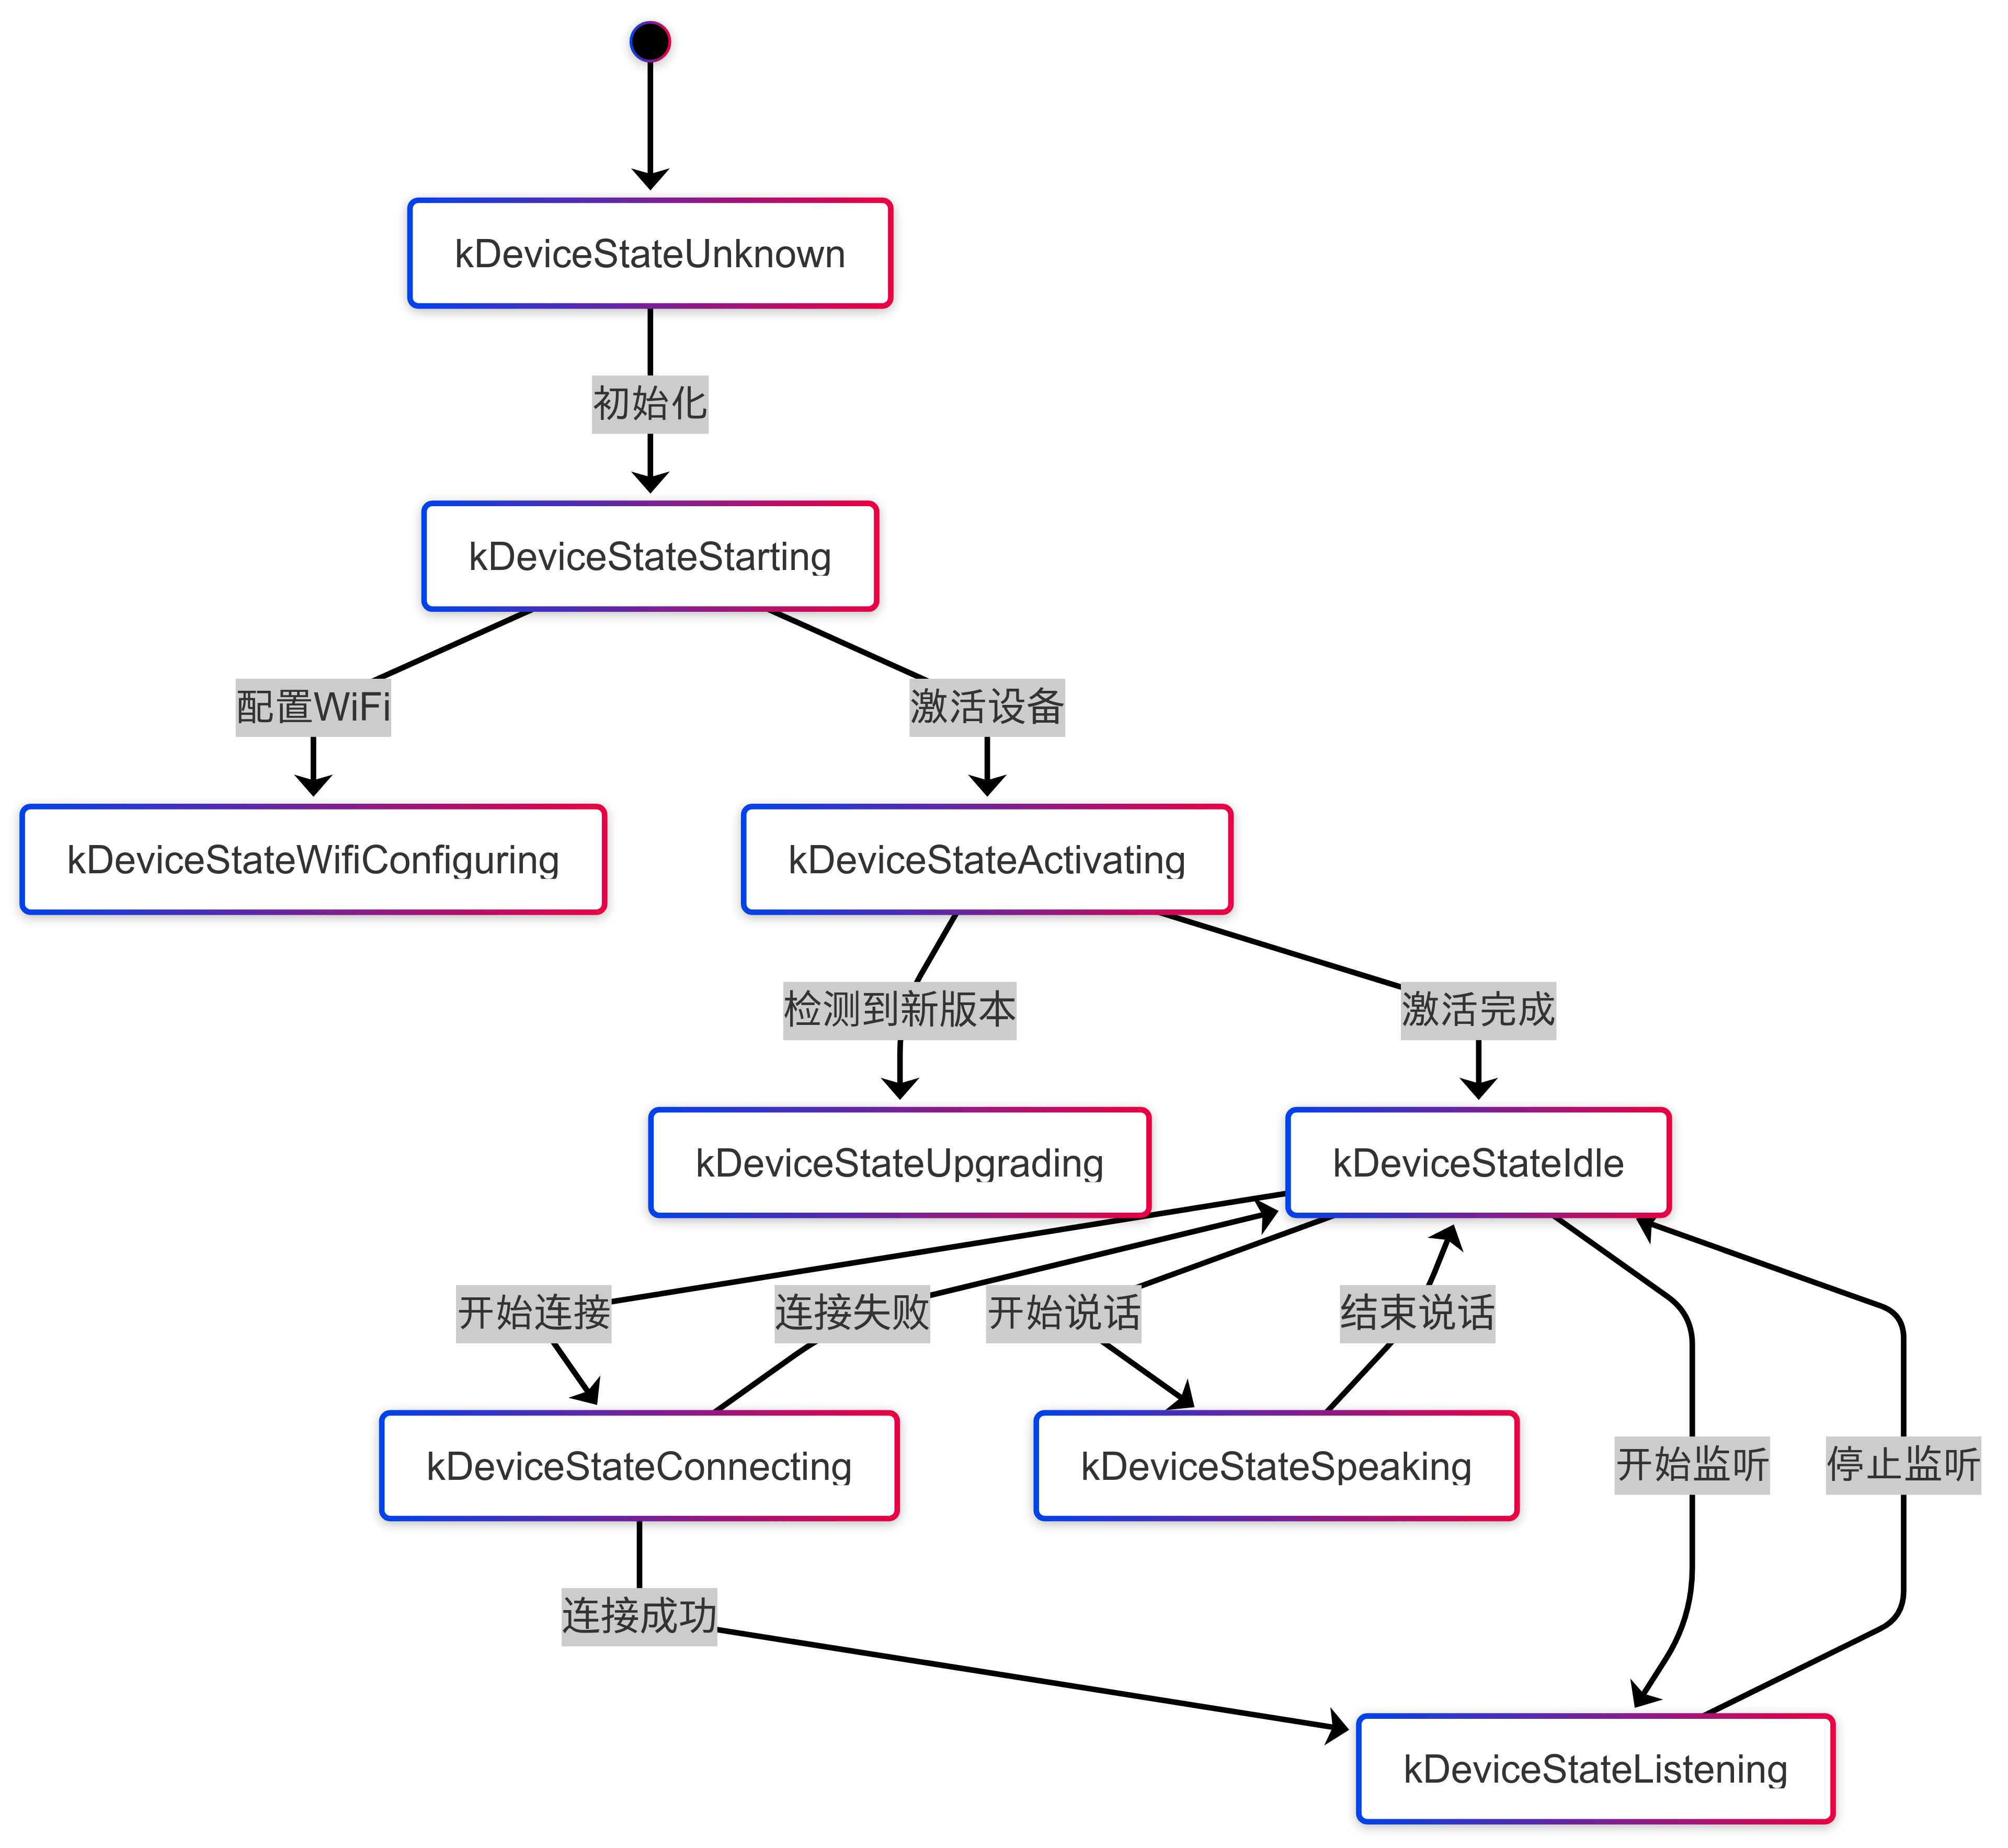 kDeviceStateUnknown
初始化
kDeviceStateStarting
配置WiFi
激活设备
kDeviceStateWifiConfiguring
kDeviceStateActivating
检测到新版本
激活完成
kDeviceStateUpgrading
kDeviceStateIdle
开始连接
连接失败
开始说话
结束说话
kDeviceStateConnecting
kDeviceStateSpeaking
开始监听
停止监听
连接成功
kDeviceStateListening